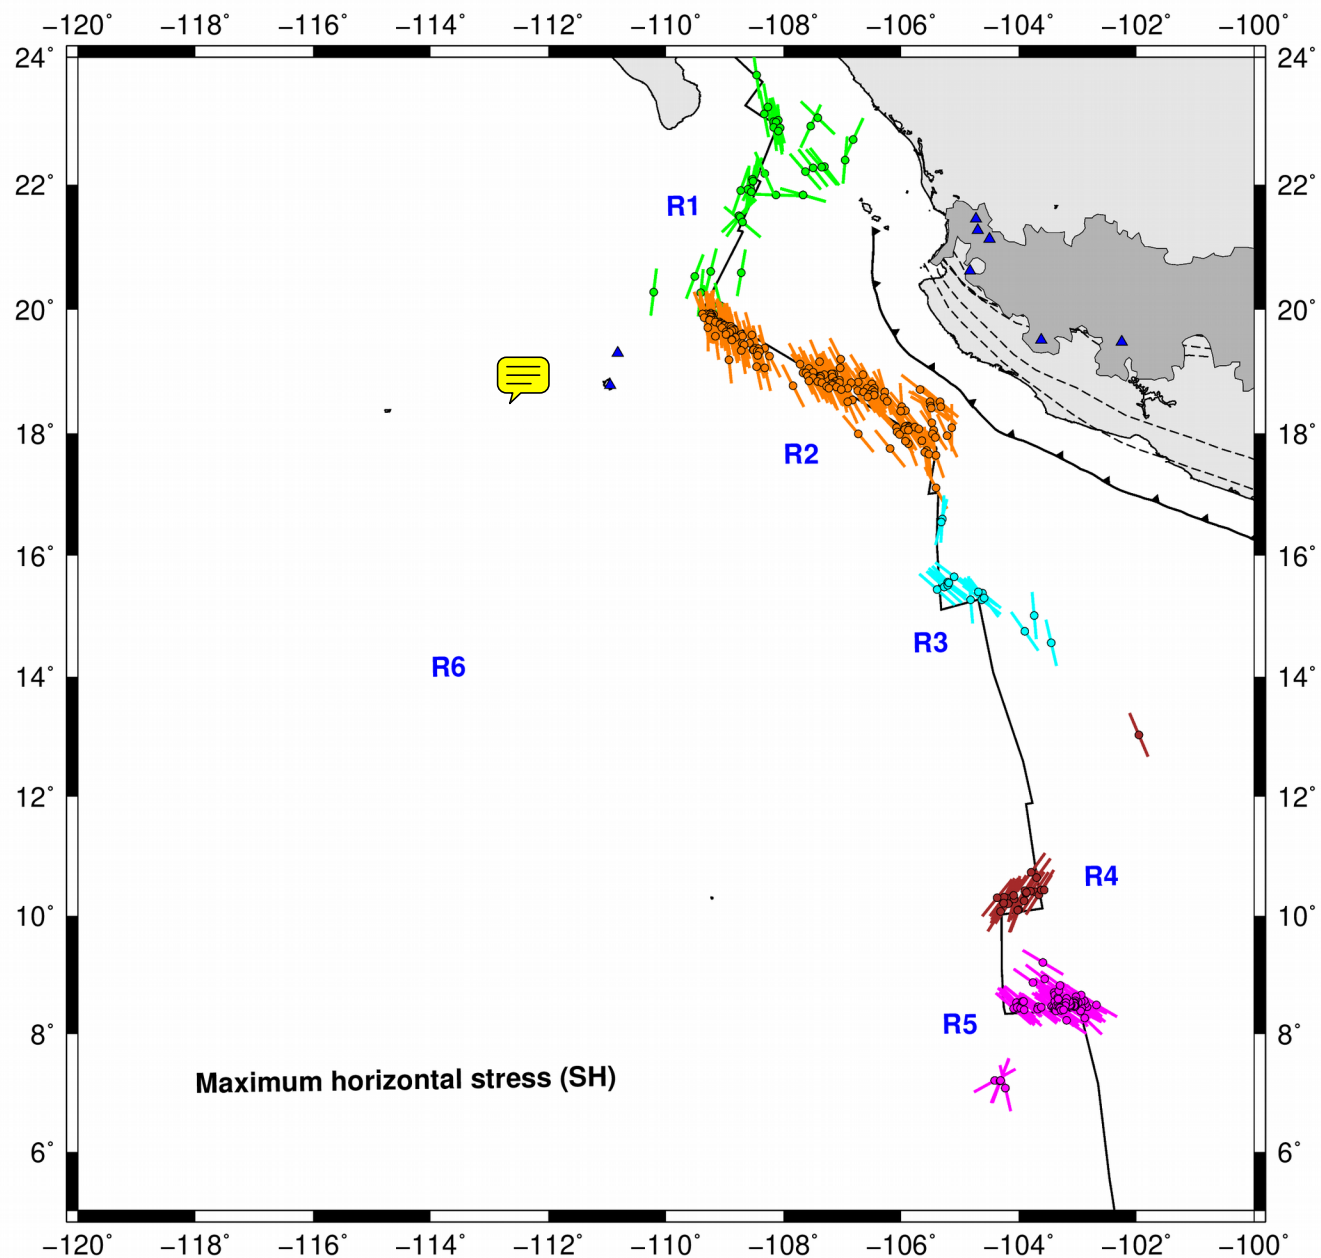 −120 −118 −116 −114 −112 −110 −108 −106 −104 −102 −100
24˚ 24˚
22˚ 22˚
R1
20˚ 20˚
18˚ 18˚
R2
16˚ 16˚
R3
R6
14˚ 14˚
12˚ 12˚
R4
10˚ 10˚
R5
8˚ 8˚
Maximum horizontal stress (SH)
6˚ 6˚
−120 −118 −116 −114 −112 −110 −108 −106 −104 −102 −100